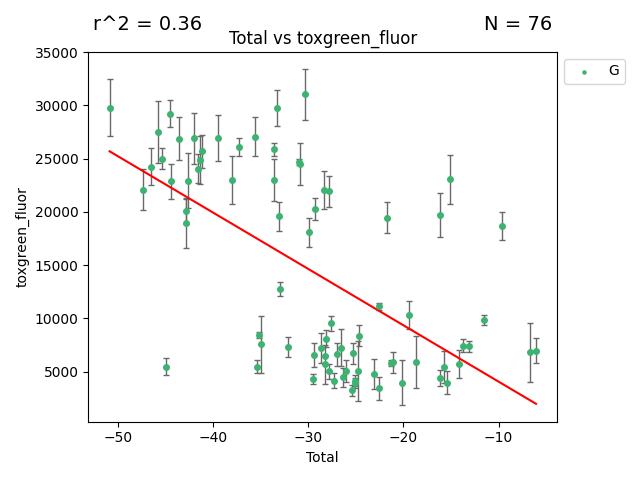 r^2 = 0.36
N = 76
Total vs toxgreen_fluor
G
35000
30000
25000
20000
15000
10000
5000
toxgreen_fluor
−50
−40
−30
−20
−10
Total